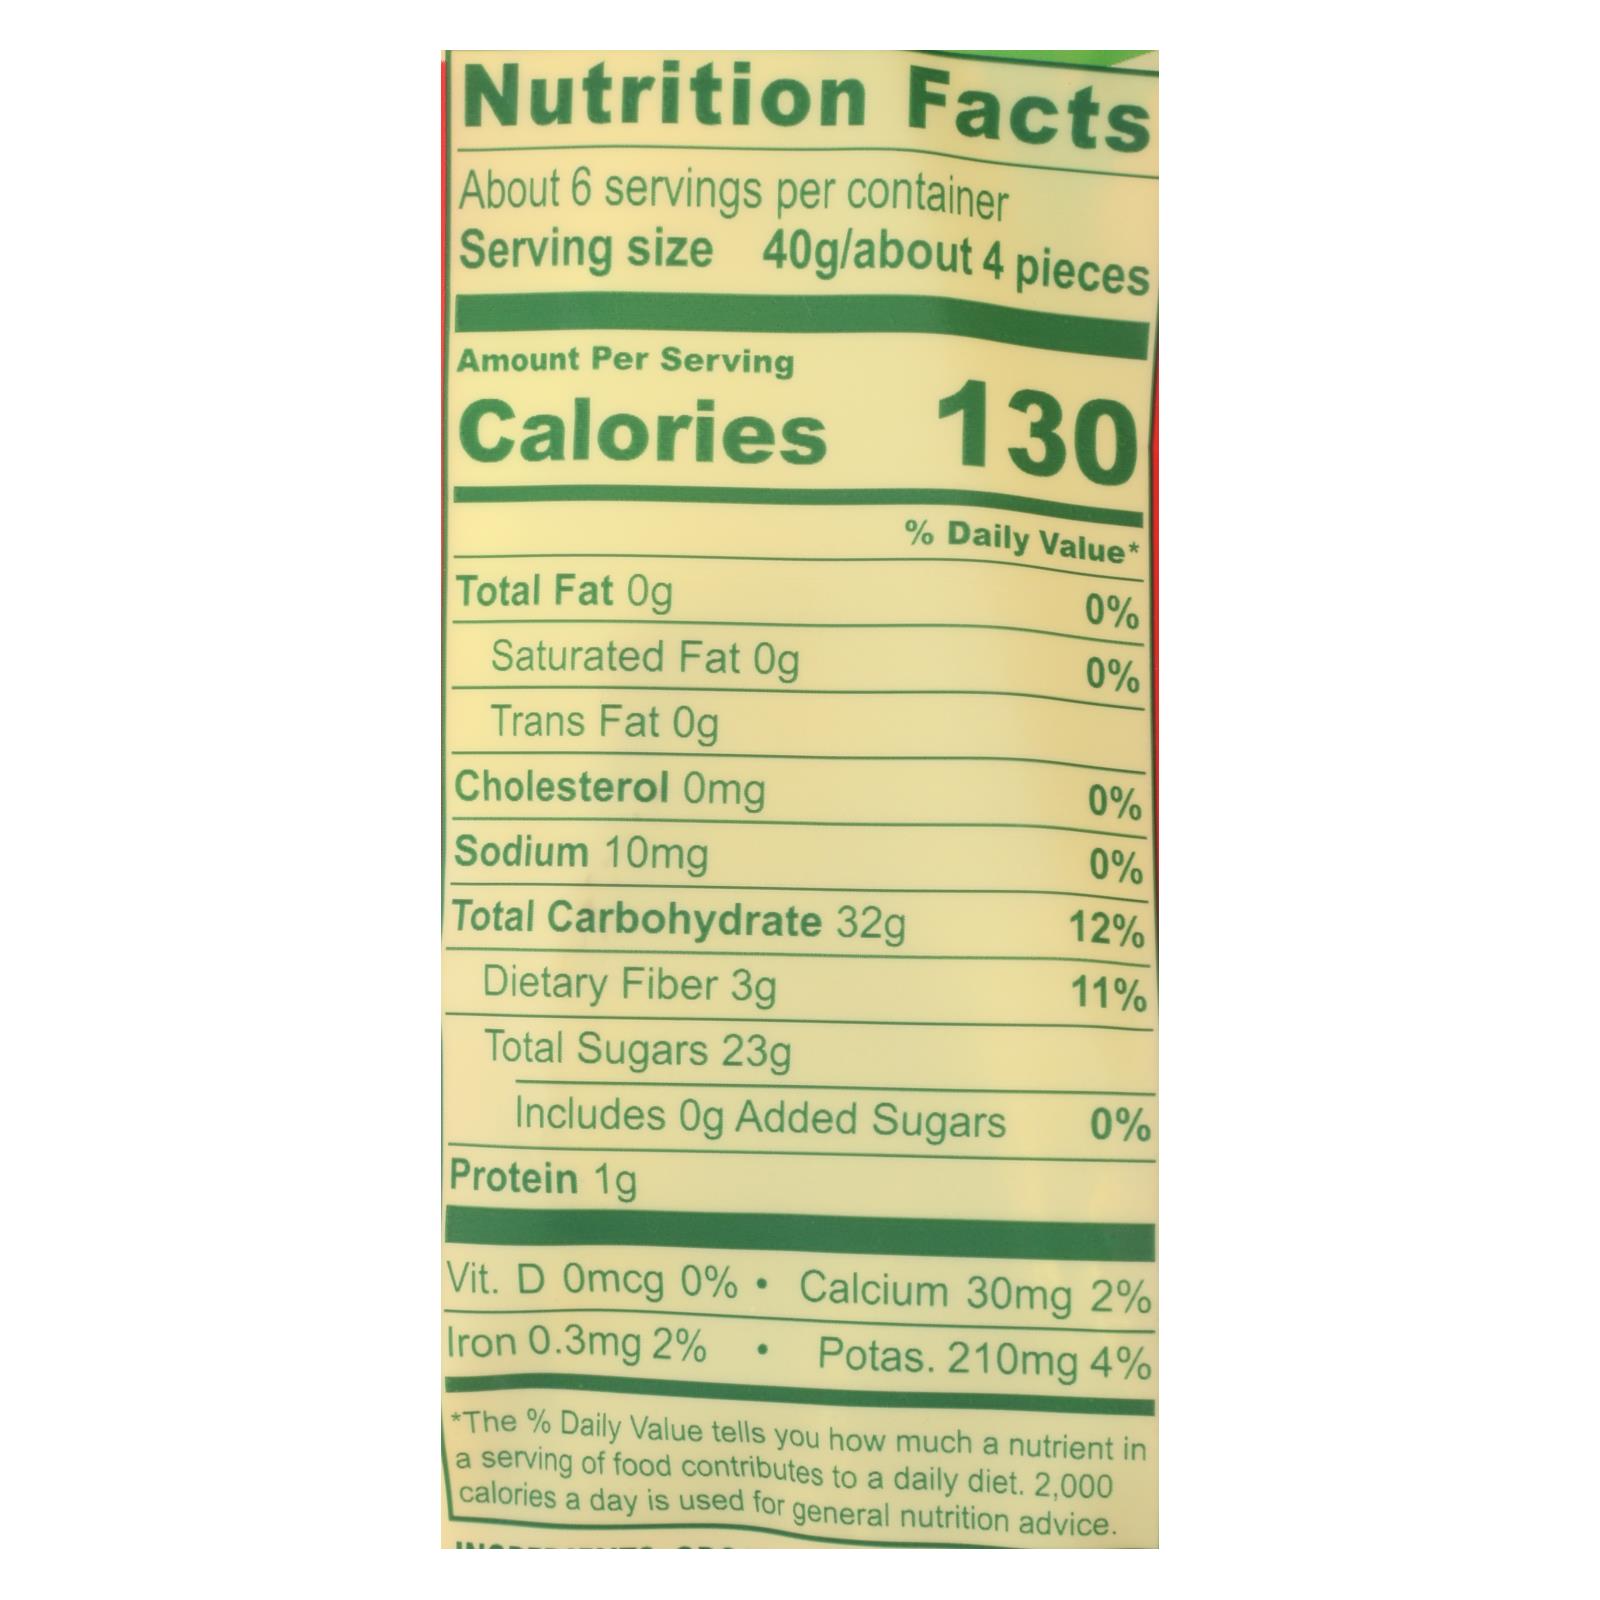 Nutrition Facts
About 6 servings per container
Serving size 40g/about 4 pieces
Amount Per Serving
Calories 130
% Daily Value*
Total Fat 0g 0%
Saturated Fat 0g 0%
Trans Fat 0g
Cholesterol 0mg 0%
Sodium 10mg 0%
Total Carbohydrate 32g 12%
Dietary Fiber 3g 11%
Total Sugars 23g
Includes 0g Added Sugars 0%
Protein 1g
Vit. D 0mcg 0% • Calcium 30mg 2%
Iron 0.3mg 2% • Potas. 210mg 4%
*The % Daily Value tells you how much a nutrient in
a serving of food contributes to a daily diet. 2,000
calories a day is used for general nutrition advice.